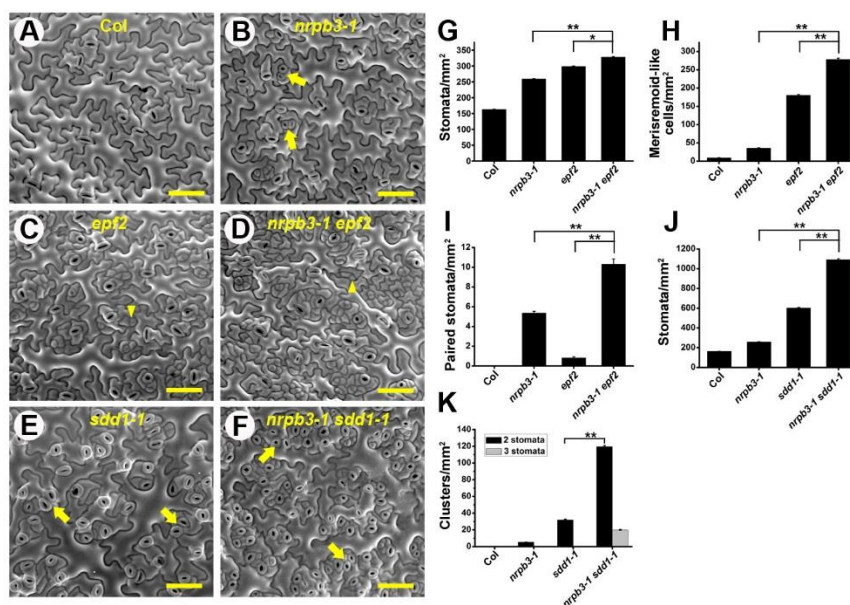 A
Col
B
nrpb3-1
C
epf2
D
nrpb3-1 epf2
E
sdd1-1
F
nrpb3-1 sdd1-1
G
**
*
Stomata/mm²
350
300
250
200
150
100
50
0
Col
nrpb3-1
epf2
nrpb3-1 epf2
H
**
**
Merisremoid-like
cells/mm²
300
250
200
150
100
50
0
Col
nrpb3-1
epf2
nrpb3-1 epf2
I
**
**
Paired stomata/mm²
12
10
8
6
4
2
0
Col
nrpb3-1
epf2
nrpb3-1 epf2
J
**
**
Stomata/mm²
1200
1000
800
600
400
200
0
Col
nrpb3-1
sdd1-1
nrpb3-1 sdd1-1
K
2 stomata
3 stomata
**
Clusters/mm²
140
120
100
80
60
40
20
0
Col
nrpb3-1
sdd1-1
nrpb3-1 sdd1-1